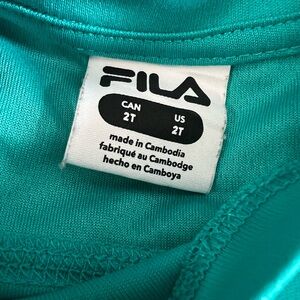 FILA
CAN US
2T 2T
made in Cambodia
fabriqué au Cambodge
hecho en Camboya